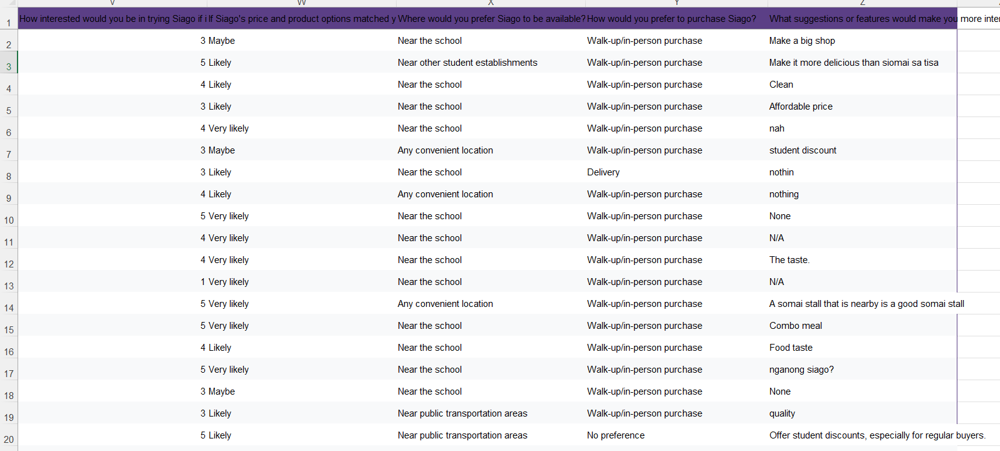 V W X Y Z
1 How interested would you be in trying Siago if i If Siago's price and product options matched y Where would you prefer Siago to be available? How would you prefer to purchase Siago? What suggestions or features would make you more inter
2 3 Maybe Near the school Walk-up/in-person purchase Make a big shop
3 5 Likely Near other student establishments Walk-up/in-person purchase Make it more delicious than siomai sa tisa
4 4 Likely Near the school Walk-up/in-person purchase Clean
5 3 Likely Near the school Walk-up/in-person purchase Affordable price
6 4 Very likely Near the school Walk-up/in-person purchase nah
7 3 Maybe Any convenient location Walk-up/in-person purchase student discount
8 3 Likely Near the school Delivery nothin
9 4 Likely Any convenient location Walk-up/in-person purchase nothing
10 5 Very likely Near the school Walk-up/in-person purchase None
11 4 Very likely Near the school Walk-up/in-person purchase N/A
12 4 Very likely Near the school Walk-up/in-person purchase The taste.
13 1 Very likely Near the school Walk-up/in-person purchase N/A
14 5 Very likely Any convenient location Walk-up/in-person purchase A somai stall that is nearby is a good somai stall
15 5 Very likely Near the school Walk-up/in-person purchase Combo meal
16 4 Likely Near the school Walk-up/in-person purchase Food taste
17 5 Very likely Near the school Walk-up/in-person purchase nganong siago?
18 3 Maybe Near the school Walk-up/in-person purchase None
19 3 Likely Near public transportation areas Walk-up/in-person purchase quality
20 5 Likely Near public transportation areas No preference Offer student discounts, especially for regular buyers.